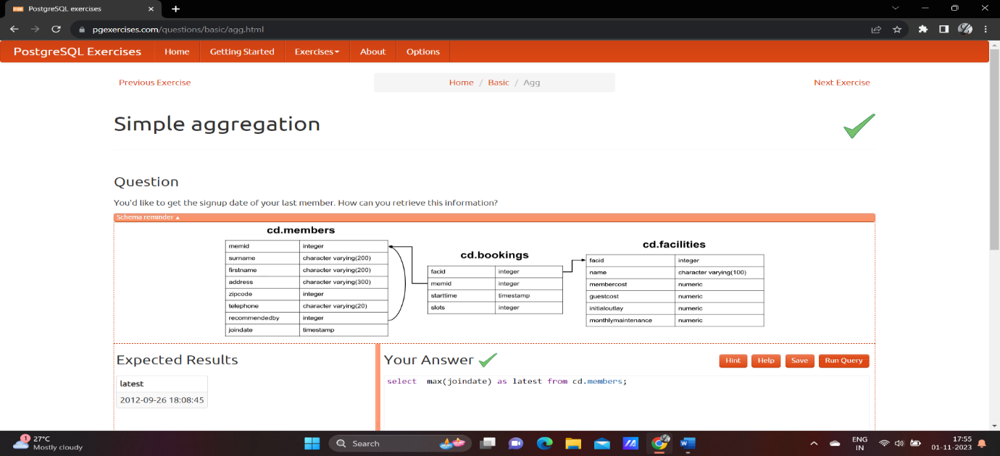 PostgreSQL exercises
pgexercises.com/questions/basic/agg.html
PostgreSQL Exercises Home Getting Started Exercises About Options
Previous Exercise Home / Basic / Agg Next Exercise
Simple aggregation
Question
You'd like to get the signup date of your last member. How can you retrieve this information?
Schema reminder
cd.members
memid integer
surname character varying(200)
firstname character varying(200)
address character varying(300)
zipcode integer
telephone character varying(20)
recommendedby integer
joindate timestamp
cd.bookings
facid integer
memid integer
starttime timestamp
slots integer
cd.facilities
facid integer
name character varying(100)
membercost numeric
guestcost numeric
initialoutlay numeric
monthlymaintenance numeric
Expected Results
latest
2012-09-26 18:08:45
Your Answer
Hint Help Save Run Query
select max(joindate) as latest from cd.members;
1
27°C
Mostly cloudy
Search
ENG
IN
17:55
01-11-2023